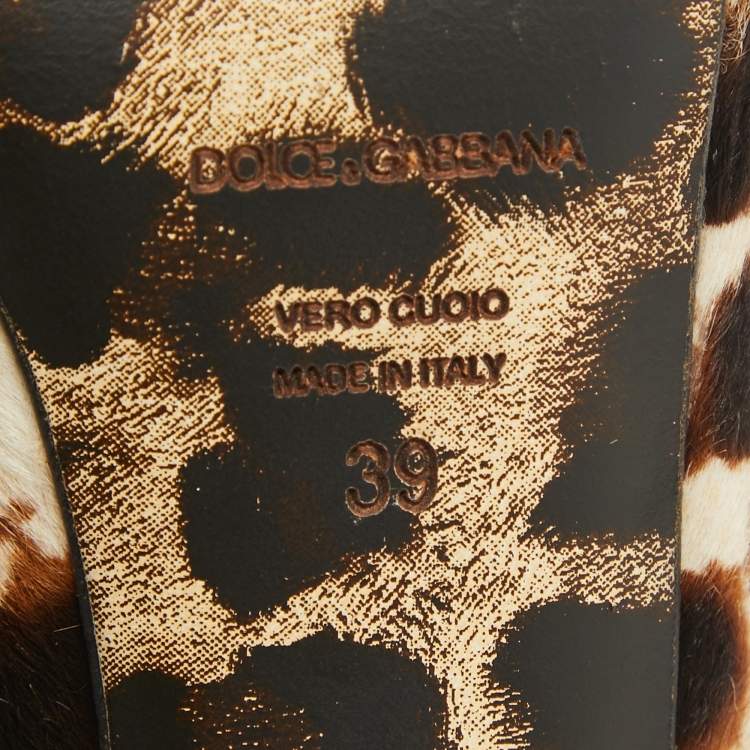 DOLCE & GABBANA
VERO CUOIO
MADE IN ITALY
39